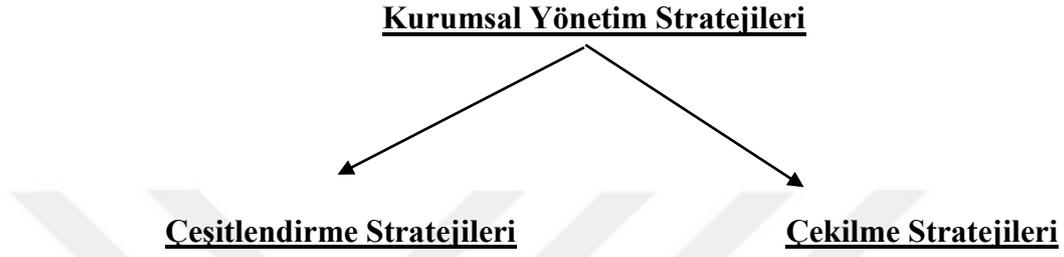 Kurumsal Yönetim Stratejileri
Çeşitlendirme Stratejileri
Çekilme Stratejileri